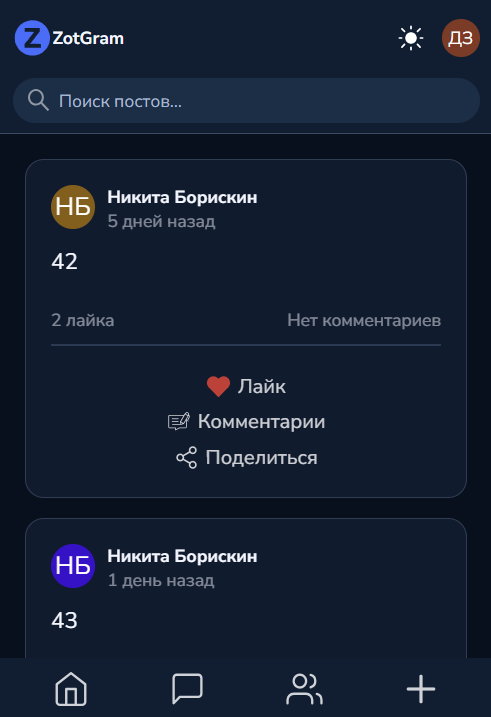 Z ZotGram
ДЗ
Поиск постов...
НБ
Никита Борискин
5 дней назад
42
2 лайка
Нет комментариев
Лайк
Комментарии
Поделиться
НБ
Никита Борискин
1 день назад
43